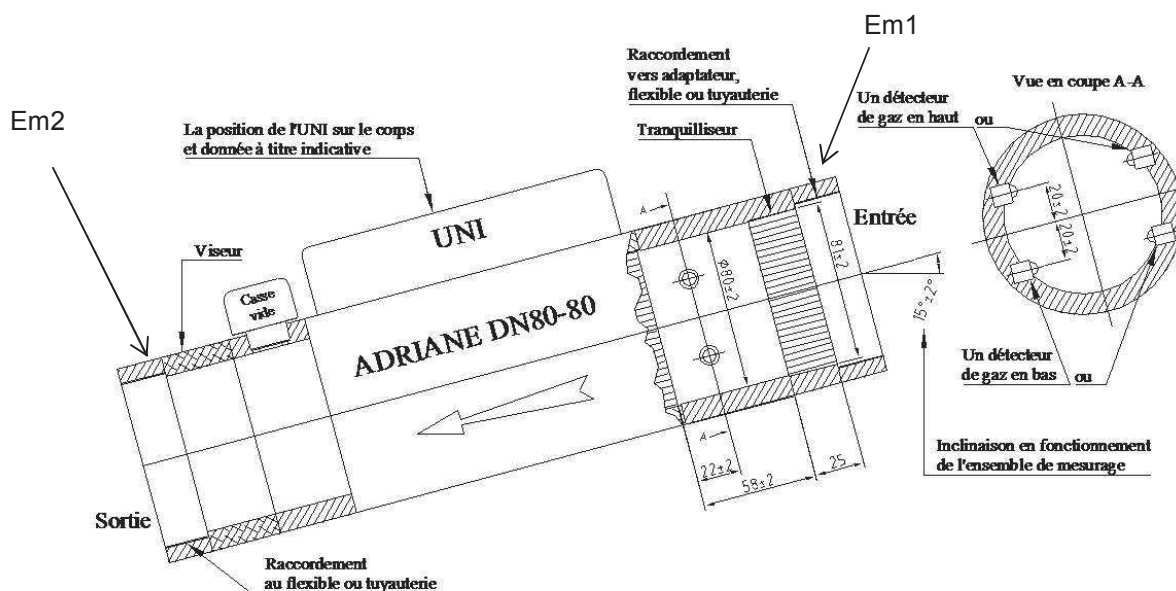 Em1
Raccordement
vers adaptateur,
flexible ou tuyauterie
Vue en coupe A-A
Un détecteur
de gaz en haut ou
Em2
La position de l'UNI sur le corps
et donnée à titre indicative
Tranquilliseur
UNI
A
Entrée
20±2
20±2
Viseur
Casse
vide
Φ80±2
81±2
15°±2°
ADRIANE DN80-80
Un détecteur
de gaz en bas ou
A
22±2
25
58±2
Inclinaison en fonctionnement
de l'ensemble de mesurage
Sortie
Raccordement
au flexible ou tuyauterie